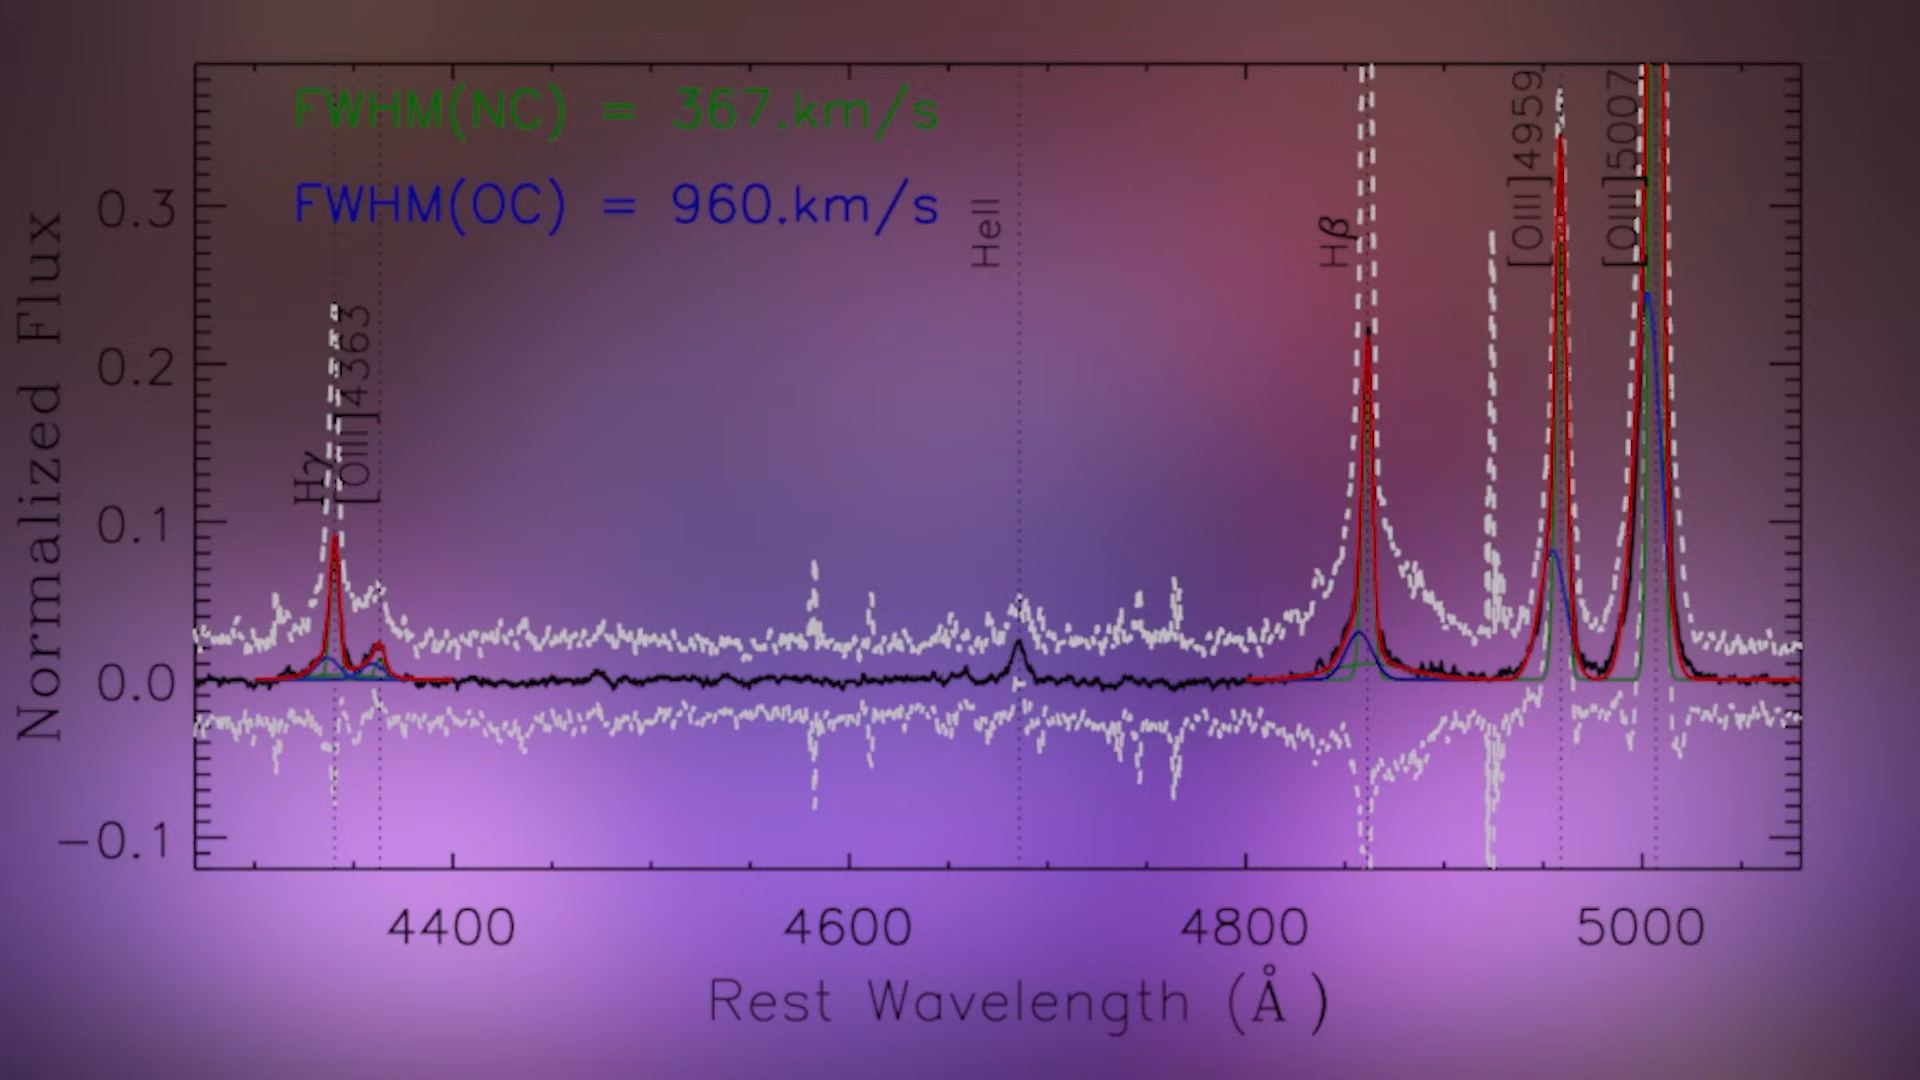 FWHM(NC) = 367.km/s
FWHM(OC) = 960.km/s
Hγ
[OIII]4363
HeII
Hβ
[OIII]4959
[OIII]5007
Normalized Flux
0.3
0.2
0.1
0.0
−0.1
4400
4600
4800
5000
Rest Wavelength (Å)